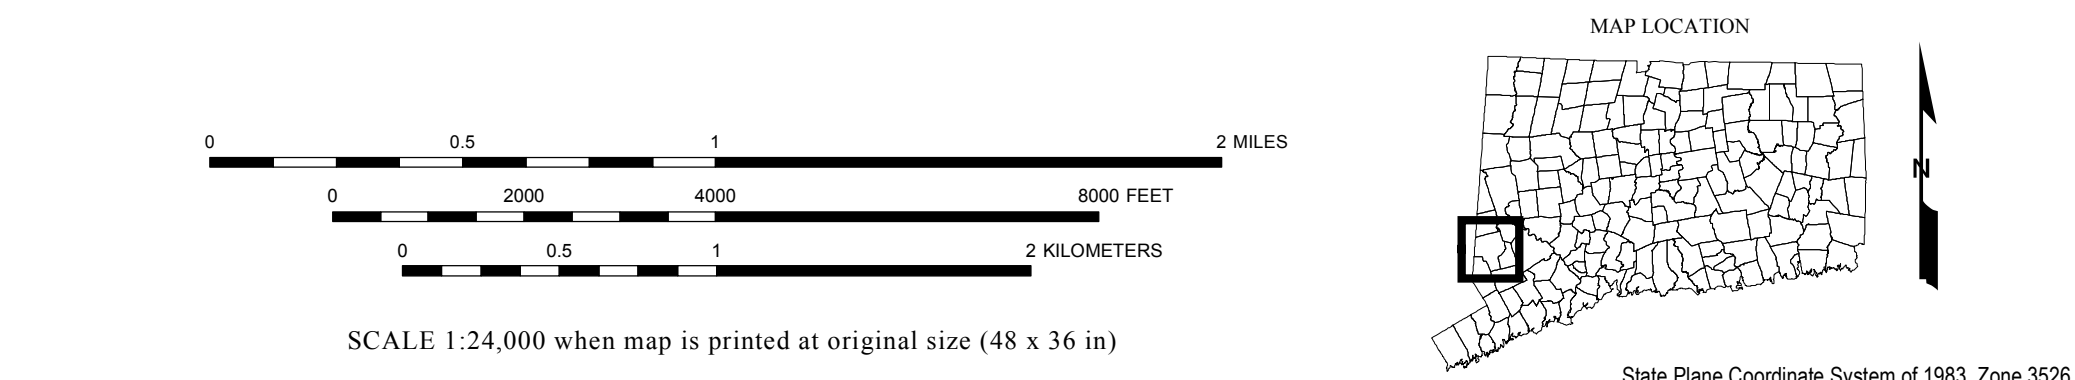 MAP LOCATION
0 0.5 1 2 MILES
0 2000 4000 8000 FEET
0 0.5 1 2 KILOMETERS
N
SCALE 1:24,000 when map is printed at original size (48 x 36 in)
State Plane Coordinate System of 1983, Zone 3526